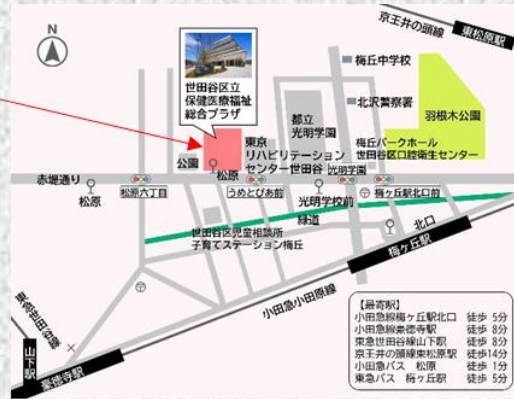 N
京王井の頭線
東松原駅
世田谷区立
保健医療福祉
総合プラザ
梅丘中学校
北沢警察署
羽根木公園
都立
光明学園
梅丘パークホール
世田谷区口腔衛生センター
東京
リハビリテーション
センター世田谷
光明学園
公園
松原
赤堤通り
松原
松原六丁目
うめとぴあ前
光明学校前
梅ヶ丘駅北口前
緑道
北口
世田谷区児童相談所
子育てステーション梅丘
梅ヶ丘駅
小田急小田原線
東急世田谷線
山下駅
豪徳寺駅
【最寄駅】
小田急線梅ヶ丘駅北口 徒歩 5分
小田急線豪徳寺駅 徒歩 8分
東急世田谷線山下駅 徒歩 8分
京王井の頭線東松原駅 徒歩14分
小田急バス 松原 徒歩 1分
東急バス 梅ヶ丘駅 徒歩 5分